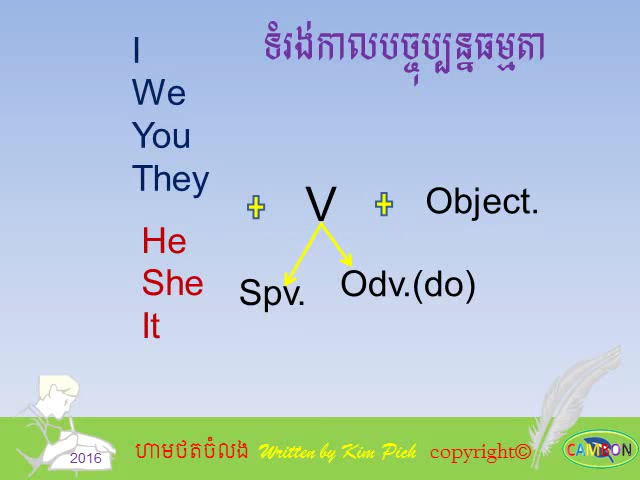 ទំរង់កាលបច្ចុប្បន្នធម្មតា
I
We
You
They
He
She
It
+ V + Object.
Spv. Odv.(do)
2016
ហាមថតចំលង Written by Kim Pich copyright©
CAMBON